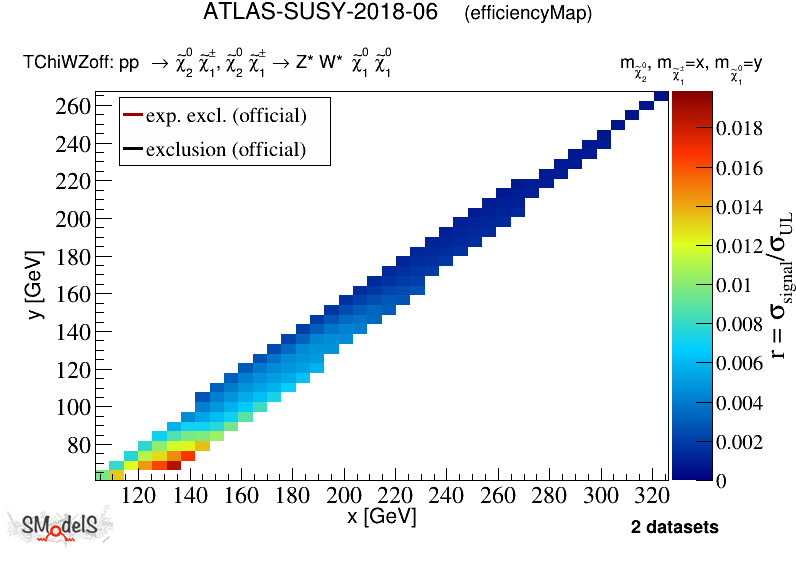 ATLAS-SUSY-2018-06 (efficiencyMap)
TChiWZoff: pp → χ̃⁰₂ χ̃±₁, χ̃⁰₂ χ̃±₁ → Z* W* χ̃⁰₁ χ̃⁰₁
m_χ̃⁰₂, m_χ̃±₁=x, m_χ̃⁰₁=y
exp. excl. (official)
exclusion (official)
260
240
220
200
180
160
140
120
100
80
y [GeV]
120 140 160 180 200 220 240 260 280 300 320
x [GeV]
0.018
0.016
0.014
0.012
0.010
0.008
0.006
0.004
0.002
0
r = σ_signal/σ_UL
SModelS
2 datasets